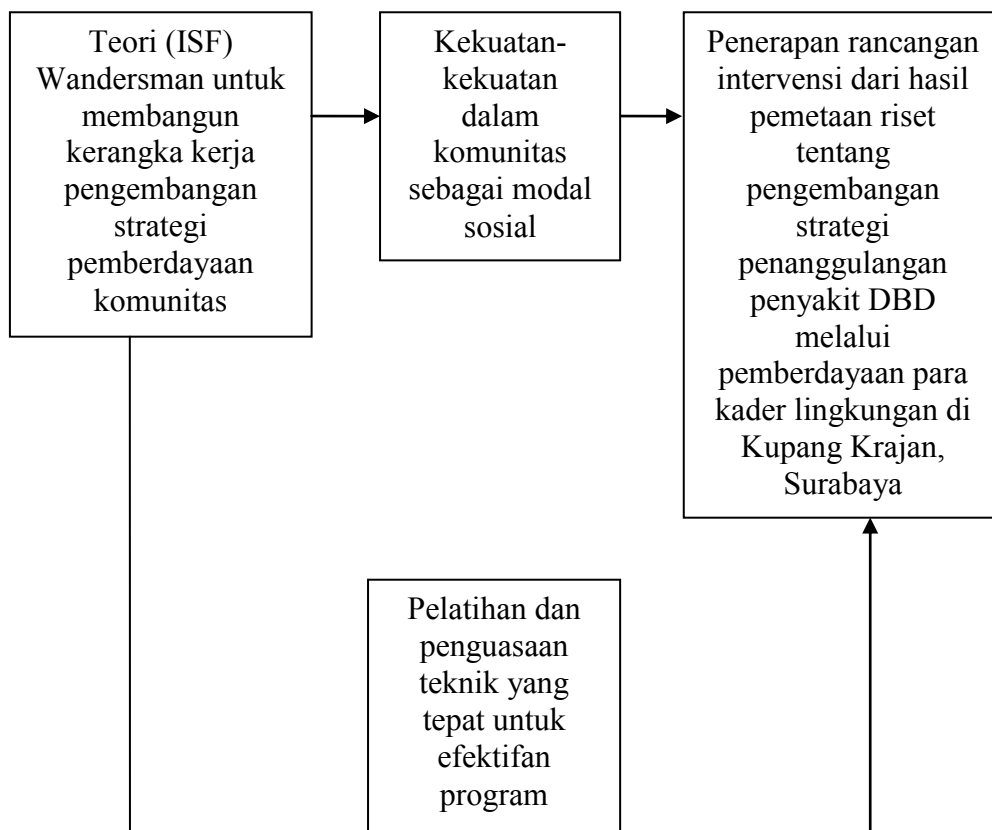 Teori (ISF)
Wandersman untuk
membangun
kerangka kerja
pengembangan
strategi
pemberdayaan
komunitas
Kekuatan-
kekuatan
dalam
komunitas
sebagai modal
sosial
Penerapan rancangan
intervensi dari hasil
pemetaan riset
tentang
pengembangan
strategi
penanggulangan
penyakit DBD
melalui
pemberdayaan para
kader lingkungan di
Kupang Krajan,
Surabaya
Pelatihan dan
penguasaan
teknik yang
tepat untuk
efektifan
program